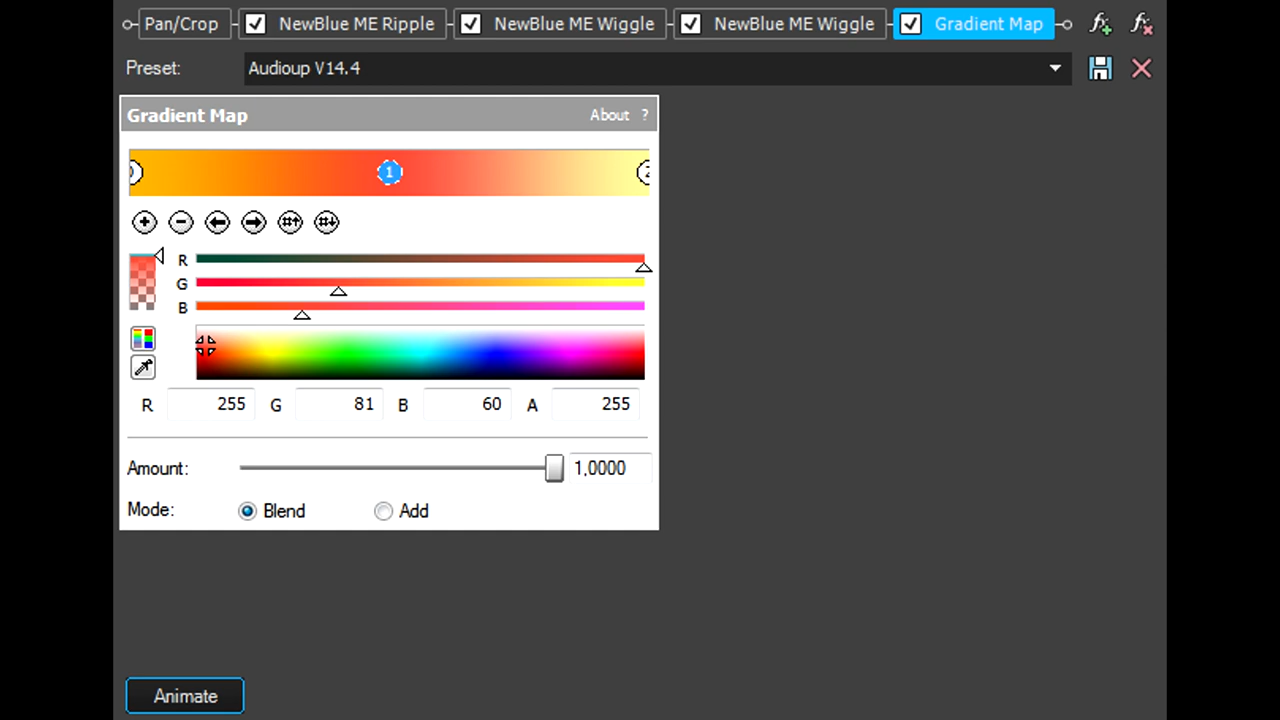 Pan/Crop NewBlue ME Ripple NewBlue ME Wiggle NewBlue ME Wiggle Gradient Map
Preset: Audioup V14.4
Gradient Map About ?
1
R
G
B
R 255 G 81 B 60 A 255
Amount: 1,0000
Mode: Blend Add
Animate